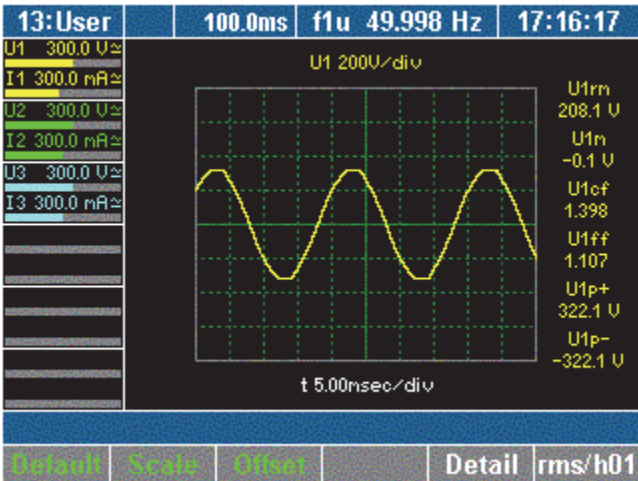 13:User 100.0ms f1u 49.998 Hz 17:16:17
U1 300.0 V≃
I1 300.0 mA≃
U2 300.0 V≃
I2 300.0 mA≃
U3 300.0 V≃
I3 300.0 mA≃
U1 200V/div
U1rm
208.1 V
U1m
-0.1 V
U1cf
1.398
U1ff
1.107
U1p+
322.1 V
U1p-
-322.1 V
t 5.00msec/div
Default Scale Offset Detail rms/h01